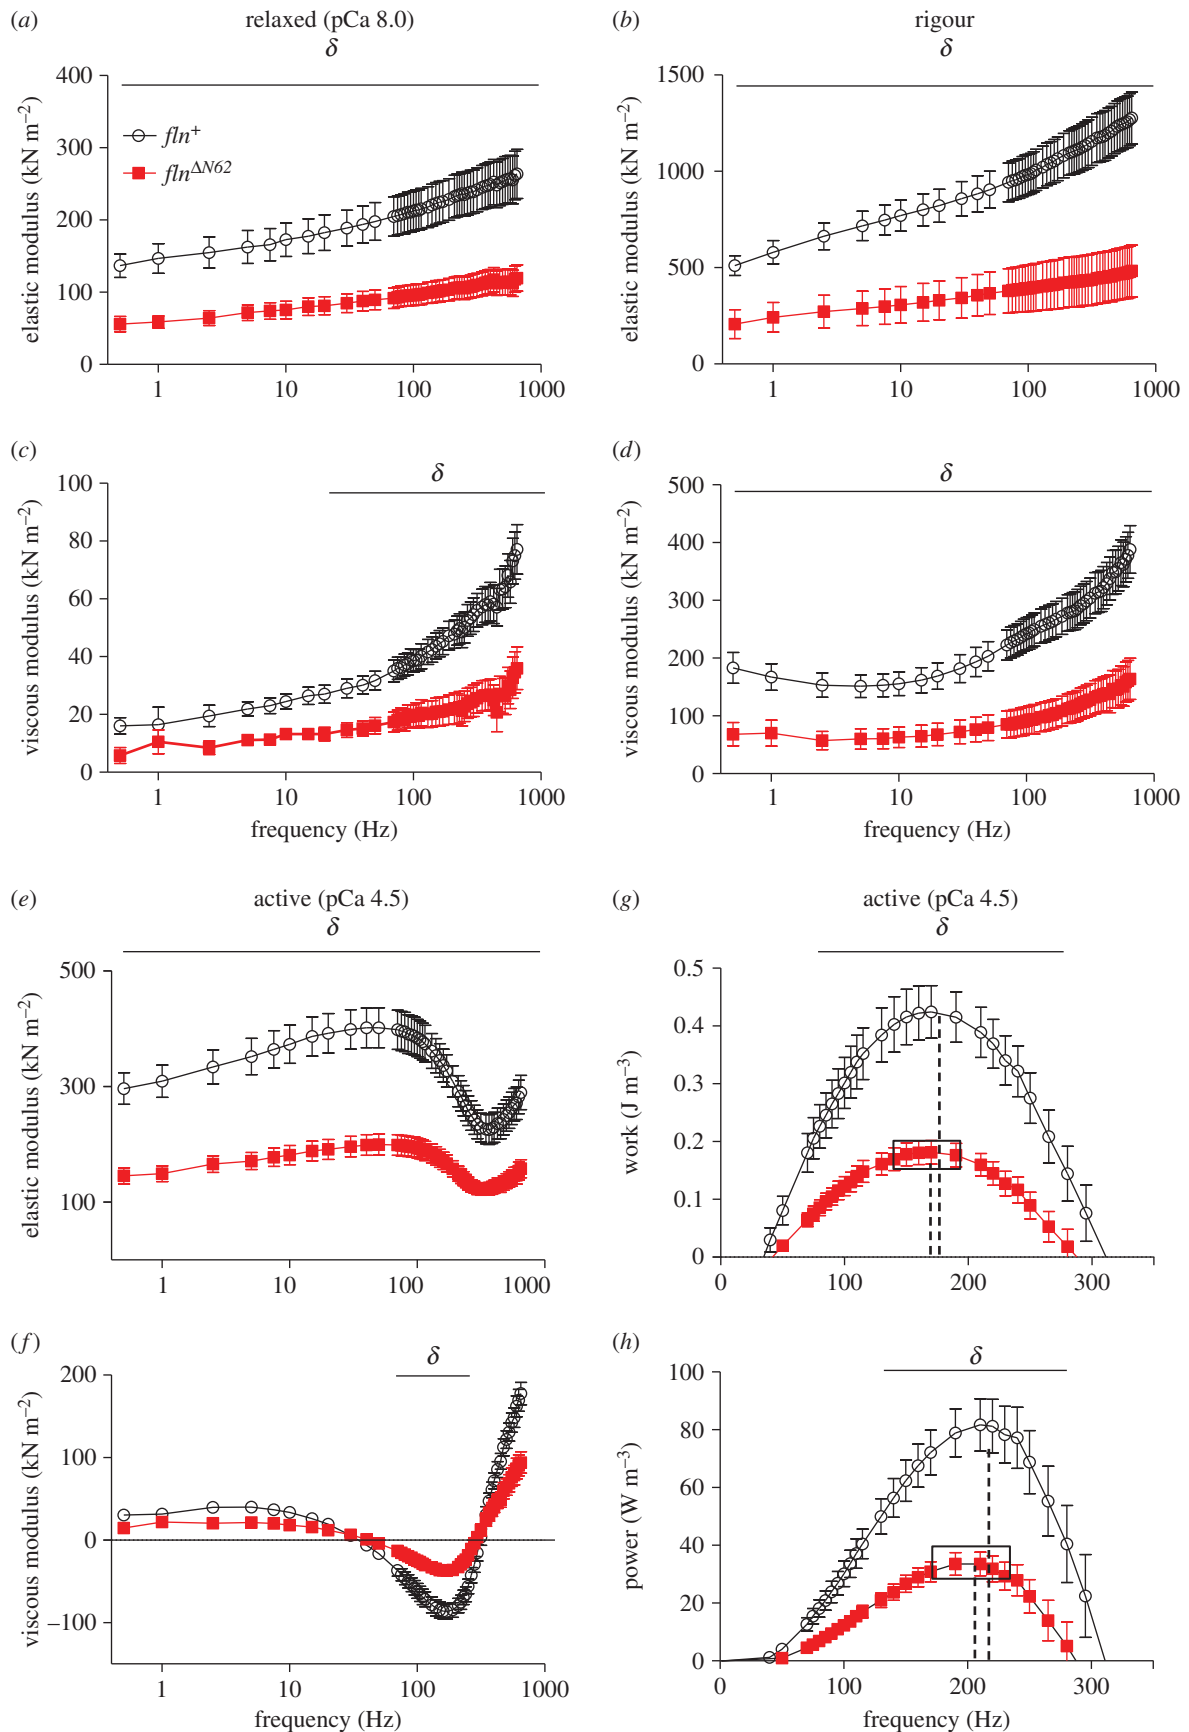 (a) relaxed (pCa 8.0)
δ
400
300
200
100
0
elastic modulus (kN m−2)
fln+
fln∆N62
1 10 100 1000
(b) rigour
δ
1500
1000
500
0
elastic modulus (kN m−2)
1 10 100 1000
(c)
δ
100
80
60
40
20
0
viscous modulus (kN m−2)
1 10 100 1000
frequency (Hz)
(d)
δ
500
400
300
200
100
0
viscous modulus (kN m−2)
1 10 100 1000
frequency (Hz)
(e) active (pCa 4.5)
δ
500
300
100
elastic modulus (kN m−2)
1 10 100 1000
(g) active (pCa 4.5)
δ
0.5
0.4
0.3
0.2
0.1
0
work (J m−3)
0 100 200 300
(f)
δ
200
100
0
−100
viscous modulus (kN m−2)
1 10 100 1000
frequency (Hz)
(h)
δ
100
80
60
40
20
0
power (W m−3)
0 100 200 300
frequency (Hz)